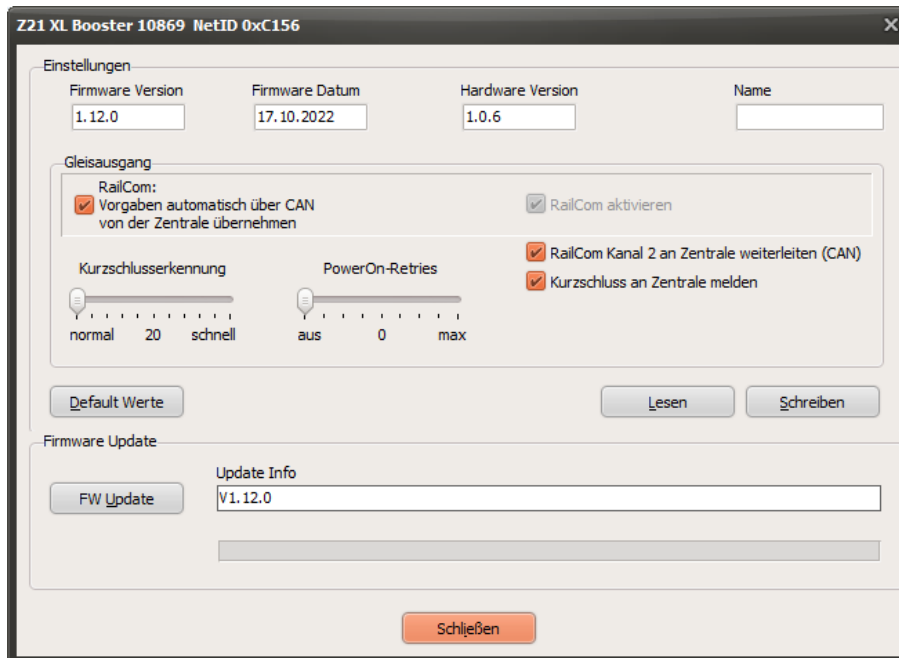 Z21 XL Booster 10869 NetID 0xC156
Einstellungen
Firmware Version Firmware Datum Hardware Version Name
1.12.0 17.10.2022 1.0.6
Gleisausgang
RailCom:
Vorgaben automatisch über CAN
von der Zentrale übernehmen
RailCom aktivieren
RailCom Kanal 2 an Zentrale weiterleiten (CAN)
Kurzschluss an Zentrale melden
Kurzschlusserkennung PowerOn-Retries
normal 20 schnell aus 0 max
Default Werte Lesen Schreiben
Firmware Update
Update Info
FW Update V1.12.0
Schließen